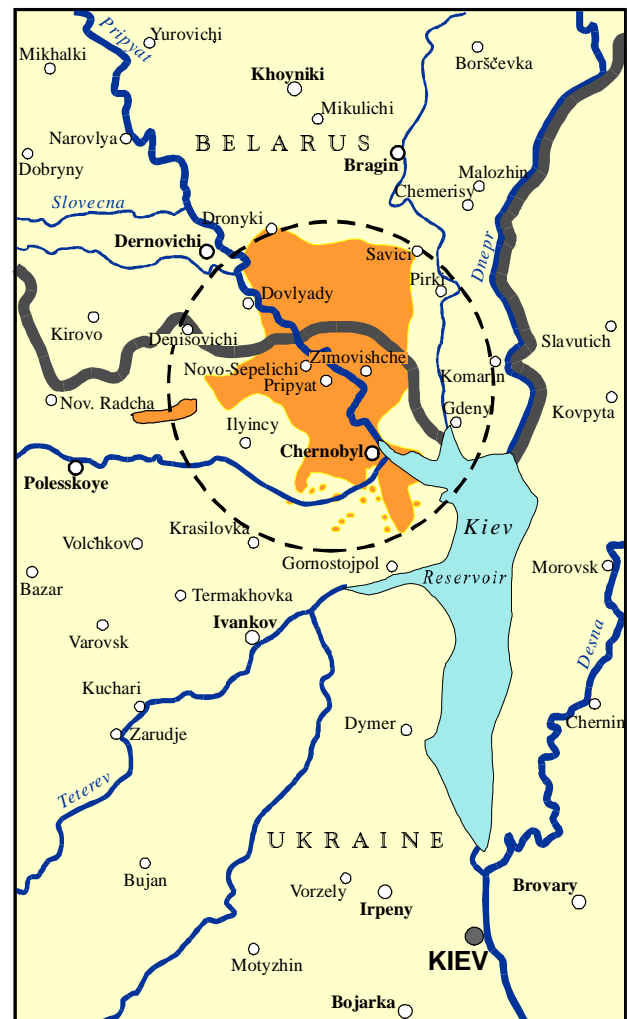 Pripyat
Yurovichi
Mikhalki
Borščevka
Khoyniki
Mikulichi
Narovlya
BELARUS
Dobryny
Bragin
Malozhin
Chemerisy
Slovecna
Dronyki
Dernovichi
Savici
Dnepr
Pirki
Dovlyady
Kirovo
Denisovichi
Slavutich
Novo-Sepelichi
Zimovishche
Pripyat
Komarin
Nov. Radcha
Gdeny
Kovpyta
Ilyincy
Chernobyl
Polesskoye
Krasilovka
Kiev
Volchkov
Gornostojpol
Reservoir
Morovsk
Bazar
Termakhovka
Ivankov
Varovsk
Desna
Kuchari
Chernin
Zarudje
Dymer
Teterev
UKRAINE
Bujan
Vorzely
Irpeny
Brovary
KIEV
Motyzhin
Bojarka